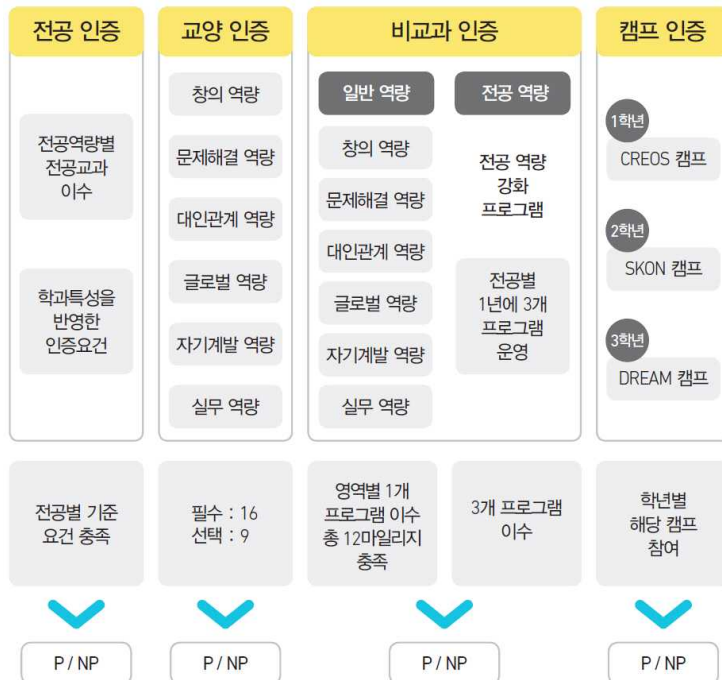 전공 인증
전공역량별
전공교과
이수
학과특성을
반영한
인증요건
전공별 기준
요건 충족
P / NP
교양 인증
창의 역량
문제해결 역량
대인관계 역량
글로벌 역량
자기계발 역량
실무 역량
필수 : 16
선택 : 9
P / NP
비교과 인증
일반 역량
창의 역량
문제해결 역량
대인관계 역량
글로벌 역량
자기계발 역량
실무 역량
영역별 1개
프로그램 이수
총 12마일리지
충족
전공 역량
전공 역량
강화
프로그램
전공별
1년에 3개
프로그램
운영
3개 프로그램
이수
P / NP
캠프 인증
1학년
CREOS 캠프
2학년
SKON 캠프
3학년
DREAM 캠프
학년별
해당 캠프
참여
P / NP